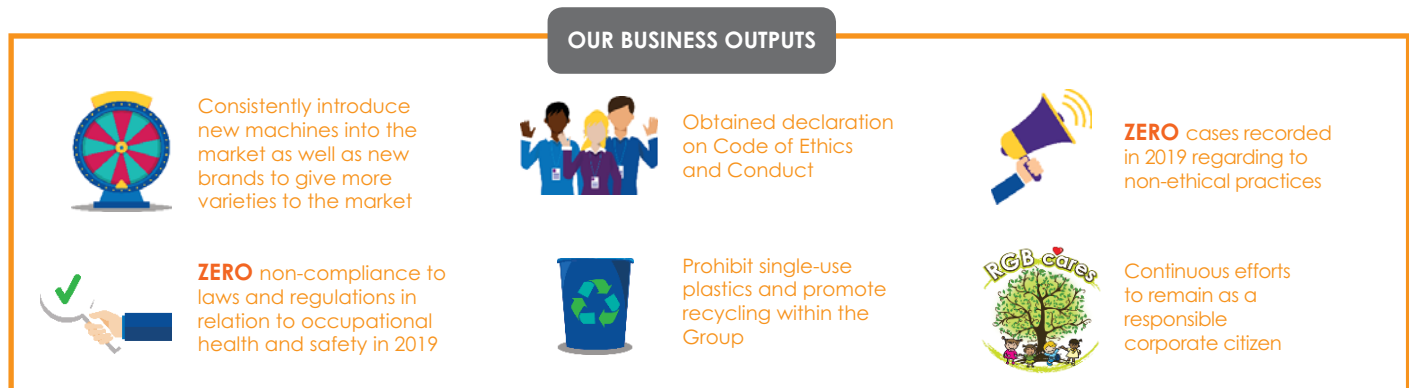 OUR BUSINESS OUTPUTS
Consistently introduce
new machines into the
market as well as new
brands to give more
varieties to the market
Obtained declaration
on Code of Ethics
and Conduct
ZERO cases recorded
in 2019 regarding to
non-ethical practices
ZERO non-compliance to
laws and regulations in
relation to occupational
health and safety in 2019
Prohibit single-use
plastics and promote
recycling within the
Group
RGB cares
Continuous efforts
to remain as a
responsible
corporate citizen